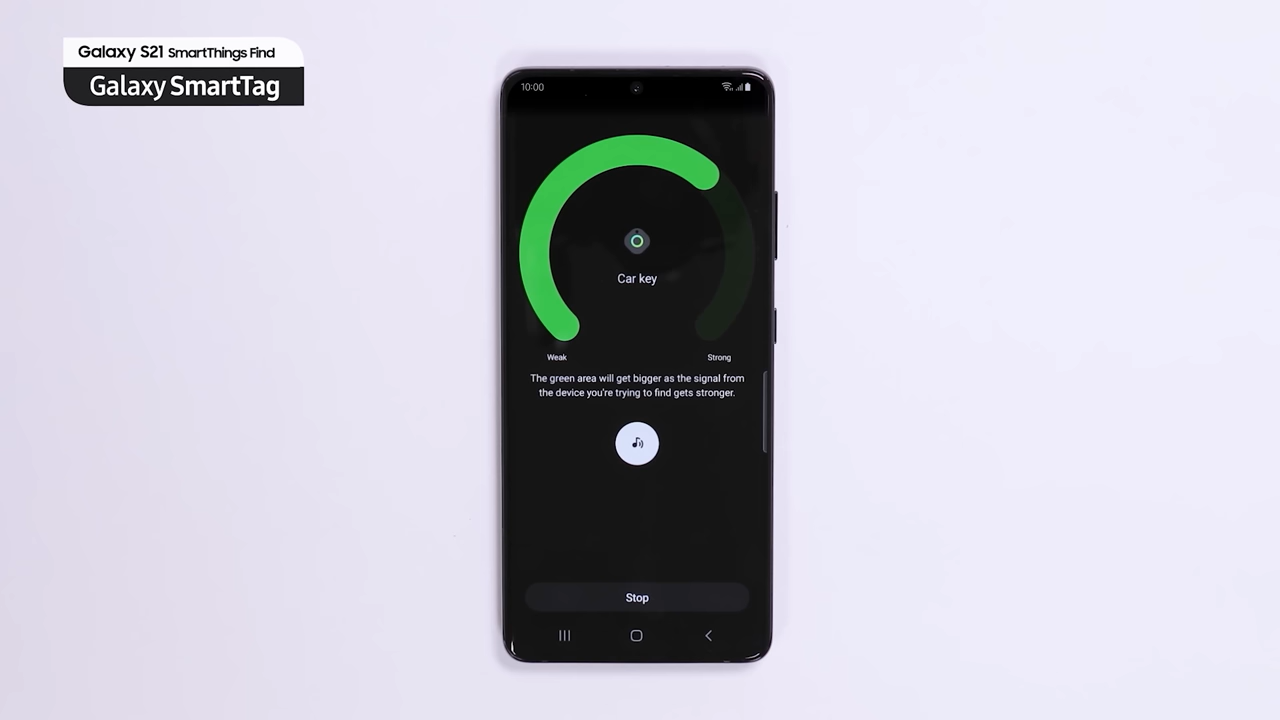 Galaxy S21 SmartThings Find
Galaxy SmartTag
10:00
Car key
Weak
Strong
The green area will get bigger as the signal from
the device you're trying to find gets stronger.
Stop